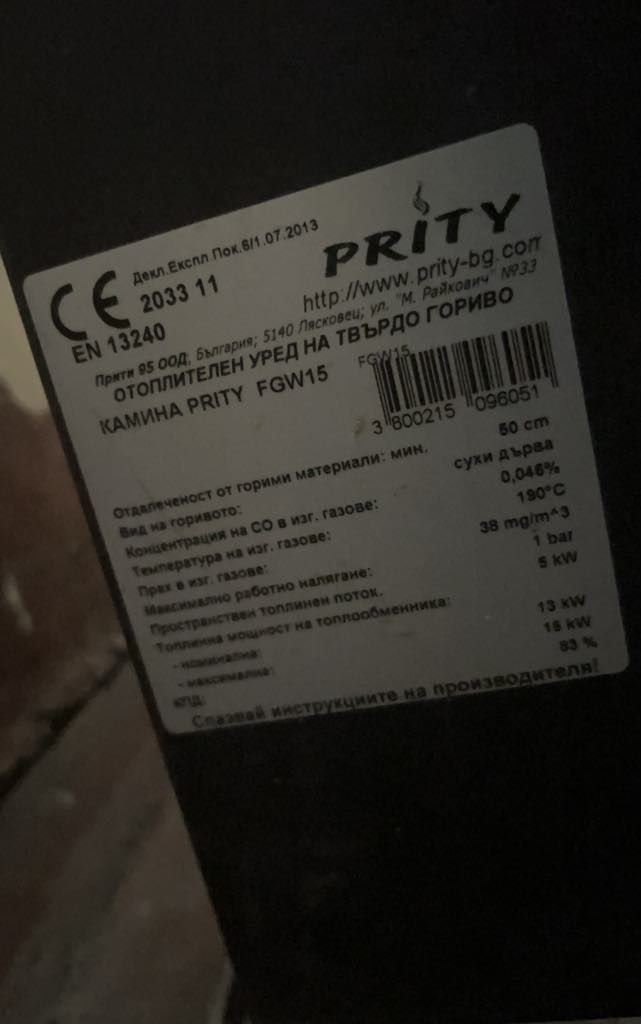 CE Декл.Експл.Пок.6/1.07.2013
2033 11
EN 13240
PRITY
http://www.prity-bg.com
Прити 95 ООД, България; 5140 Лясковец; ул. "М. Райкович" №33
ОТОПЛИТЕЛЕН УРЕД НА ТВЪРДО ГОРИВО
КАМИНА PRITY FGW15
FGW15
3 800215 096051
Отдалеченост от горими материали: мин. 50 cm
Вид на горивото: сухи дърва
Концентрация на CO в изг. газове: 0,046%
Температура на изг. газове: 190°C
Прах в изг. газове: 38 mg/m^3
Максимално работно налягане: 1 bar
Пространствен топлинен поток. 5 kW
Топлинна мощност на топлообменника:
- номинална: 13 kW
- максимална: 15 kW
КПД: 83 %
Спазвай инструкциите на производителя!